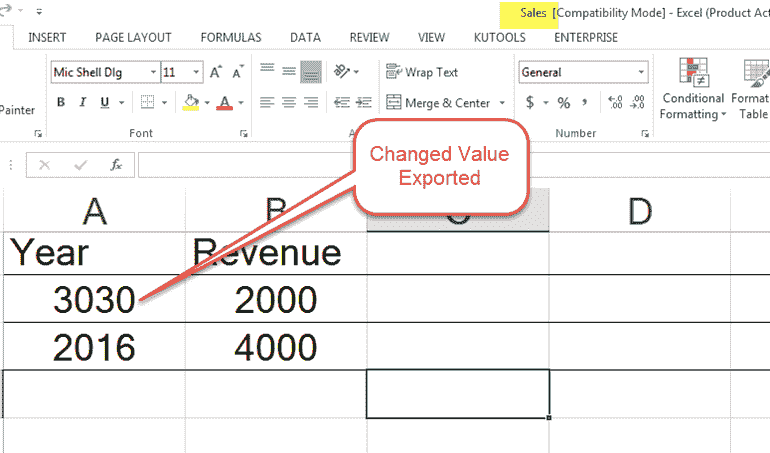 Sales [Compatibility Mode] - Excel (Product Act
INSERT PAGE LAYOUT FORMULAS DATA REVIEW VIEW KUTOOLS ENTERPRISE
Mic Shell Dlg 11 A A Wrap Text General
Painter B I U A Merge & Center $ % , Conditional Formatting Format Table
Font Number
fx
Changed Value
Exported
A B D
Year Revenue
3030 2000
2016 4000